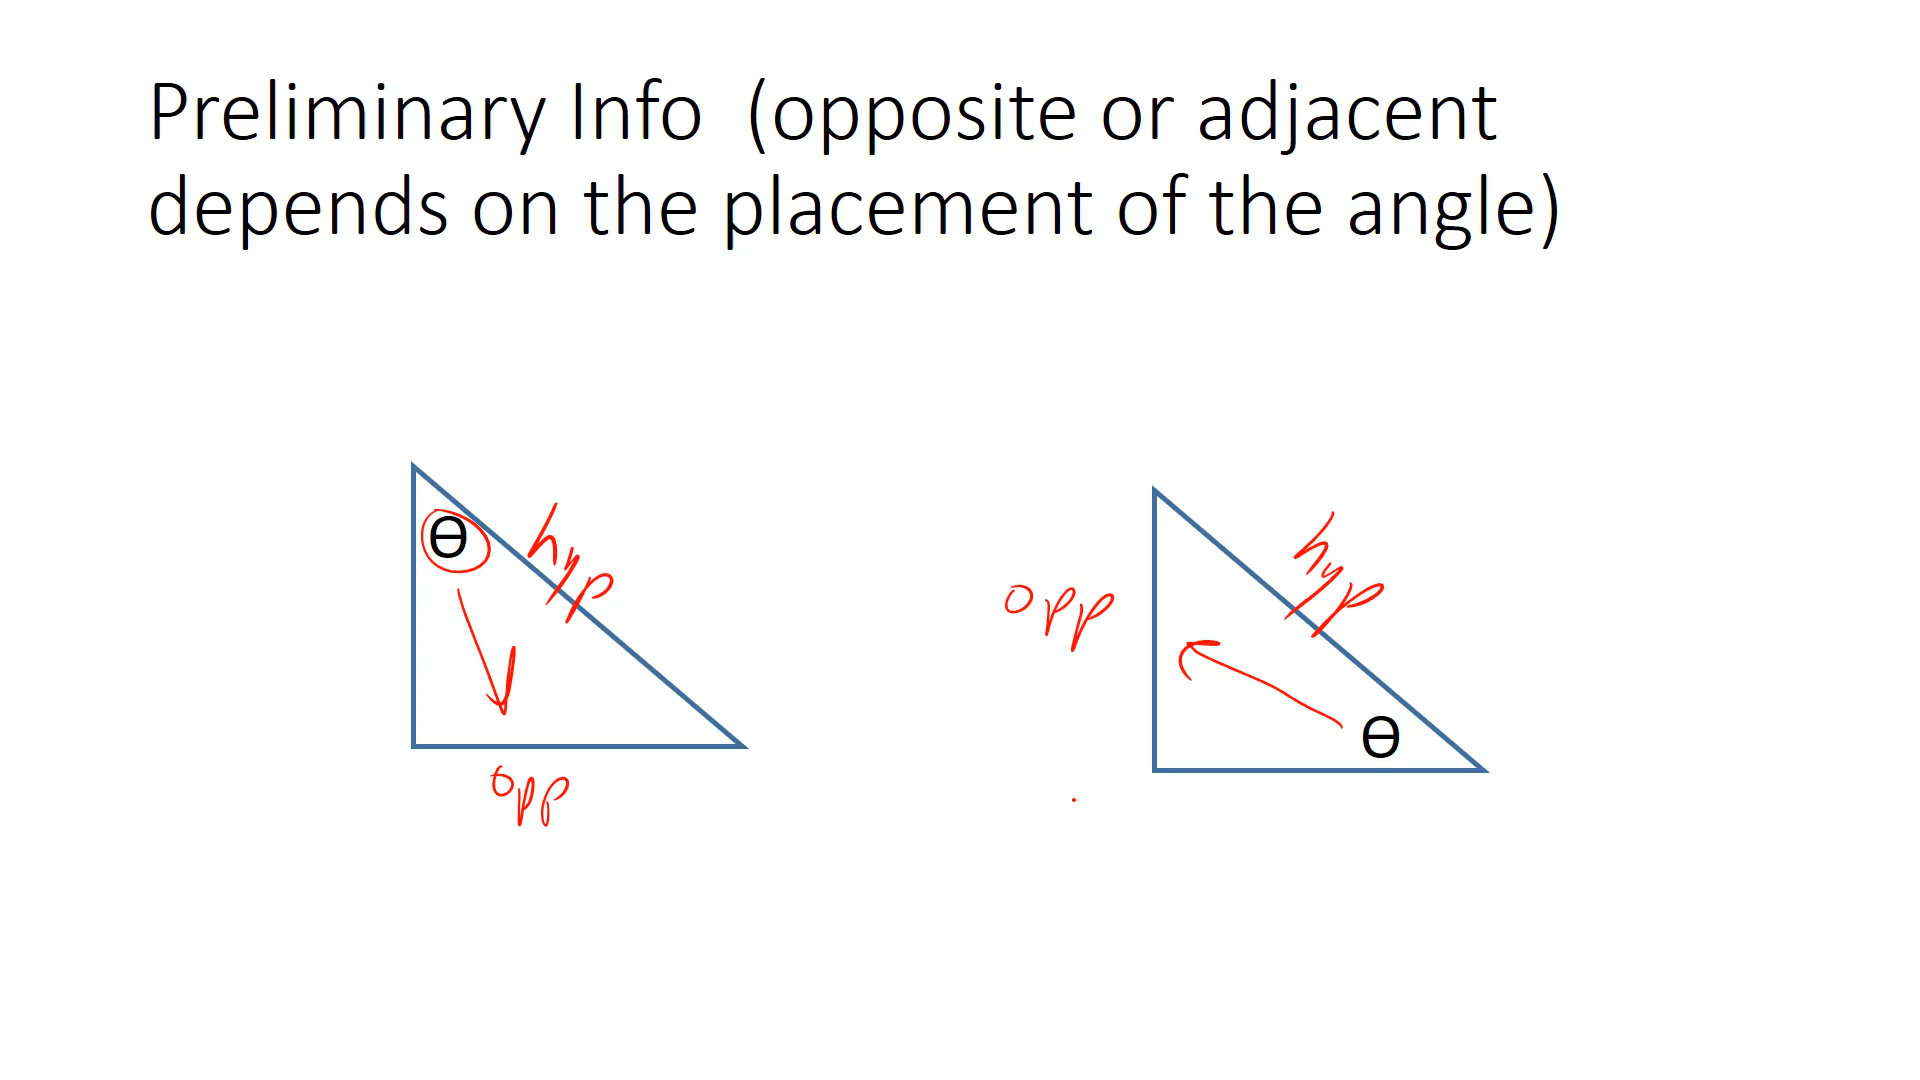 Preliminary Info (opposite or adjacent
depends on the placement of the angle)
Ɵ
hyp
opp
hyp
opp
Ɵ